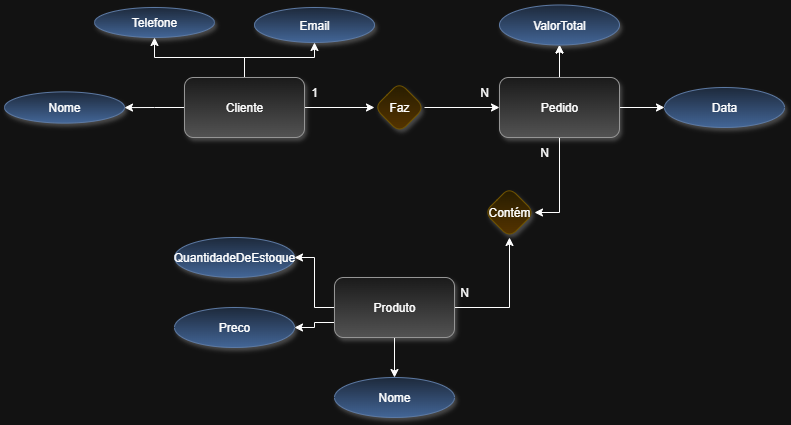 Telefone
Email
ValorTotal
Nome
Cliente
1
Faz
N
Pedido
Data
N
Contém
QuantidadeDeEstoque
Produto
N
Preco
Nome